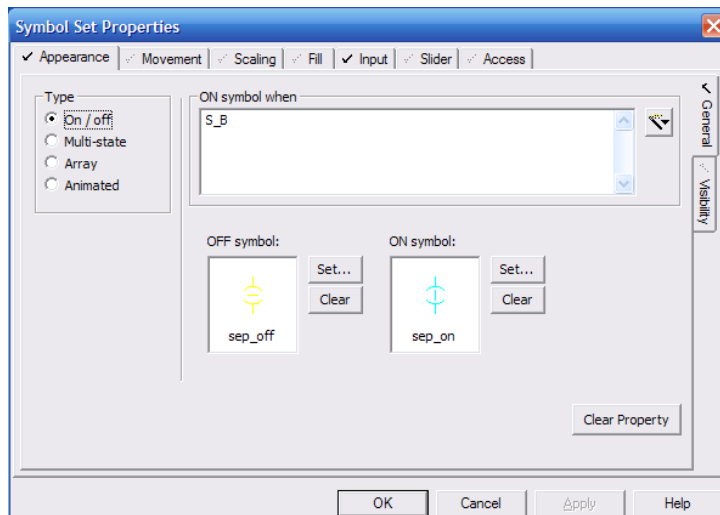 Symbol Set Properties
Appearance Movement Scaling Fill Input Slider Access
Type
On / off
Multi-state
Array
Animated
ON symbol when
S_B
General
Visibility
OFF symbol:
Set...
Clear
sep_off
ON symbol:
Set...
Clear
sep_on
Clear Property
OK Cancel Apply Help